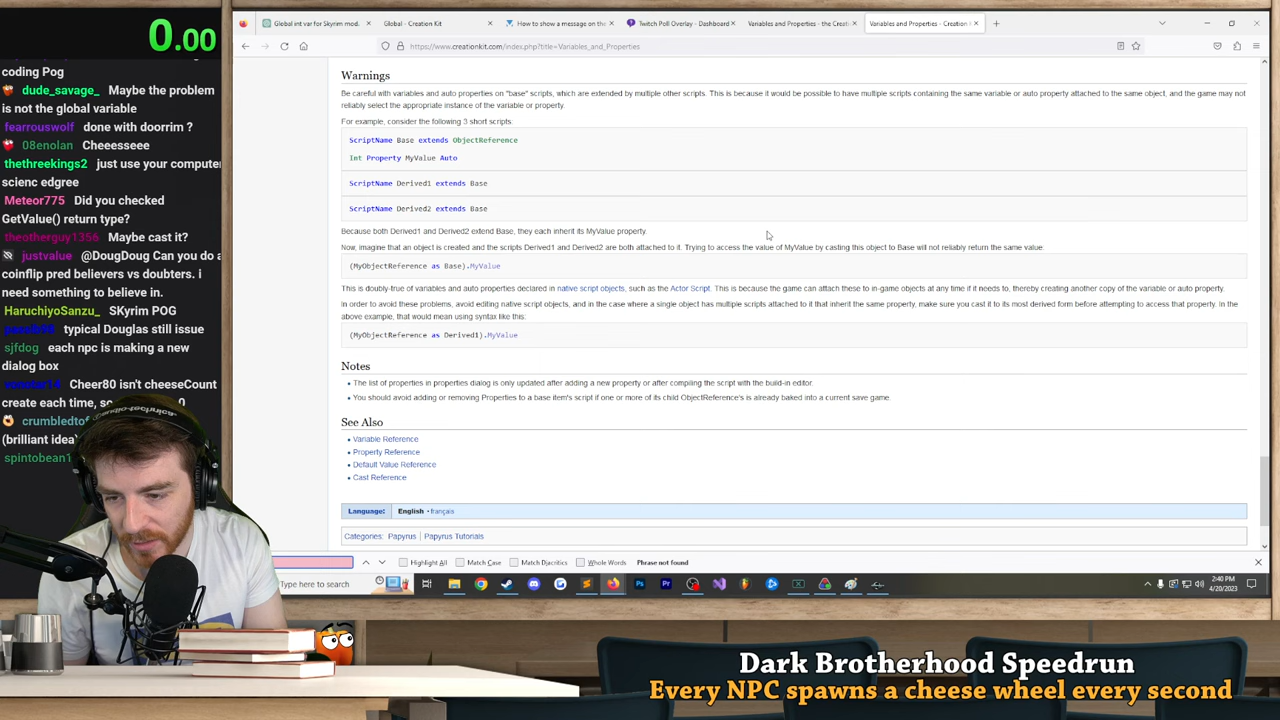 0.00
coding Pog
dude_savage_ Maybe the problem
is not the global variable
fearrouswolf done with doorrim ?
08enolan Cheeesseee
thethreekings2 just use your computer
scienc edgree
Meteor775 Did you checked
GetValue() return type?
theotherguy1356 Maybe cast it?
justvalue @DougDoug Can you do a
coinflip pred believers vs doubters. i
need something to believe in.
HaruchiyoSanzu_ SKyrim POG
typical Douglas still issue
sjfdog each npc is making a new
dialog box
Cheer80 isn't cheeseCount
create each time, so
crumbledtof
(brilliant idea)
spintobean1
Global int var for Skyrim mod.
Global - Creation Kit
How to show a message on the
Twitch Poll Overlay - Dashboard
Variables and Properties - the Creati
Variables and Properties - Creation
https://www.creationkit.com/index.php?title=Variables_and_Properties
Warnings
Be careful with variables and auto properties on "base" scripts, which are extended by multiple other scripts. This is because it would be possible to have multiple scripts containing the same variable or auto property attached to the same object, and the game may not
reliably select the appropriate instance of the variable or property.
For example, consider the following 3 short scripts:
ScriptName Base extends ObjectReference
Int Property MyValue Auto
ScriptName Derived1 extends Base
ScriptName Derived2 extends Base
Because both Derived1 and Derived2 extend Base, they each inherit its MyValue property.
Now, imagine that an object is created and the scripts Derived1 and Derived2 are both attached to it. Trying to access the value of MyValue by casting this object to Base will not reliably return the same value:
(MyObjectReference as Base).MyValue
This is doubly-true of variables and auto properties declared in native script objects, such as the Actor Script. This is because the game can attach these to in-game objects at any time if it needs to, thereby creating another copy of the variable or auto property.
In order to avoid these problems, avoid editing native script objects, and in the case where a single object has multiple scripts attached to it that inherit the same property, make sure you cast it to its most derived form before attempting to access that property. In the
above example, that would mean using syntax like this:
(MyObjectReference as Derived1).MyValue
Notes
• The list of properties in properties dialog is only updated after adding a new property or after compiling the script with the build-in editor.
• You should avoid adding or removing Properties to a base item's script if one or more of its child ObjectReference's is already baked into a current save game.
See Also
• Variable Reference
• Property Reference
• Default Value Reference
• Cast Reference
Language: English • français
Categories: Papyrus | Papyrus Tutorials
Highlight All Match Case Match Diacritics Whole Words Phrase not found
Type here to search
2:40 PM
4/20/2023
Dark Brotherhood Speedrun
Every NPC spawns a cheese wheel every second